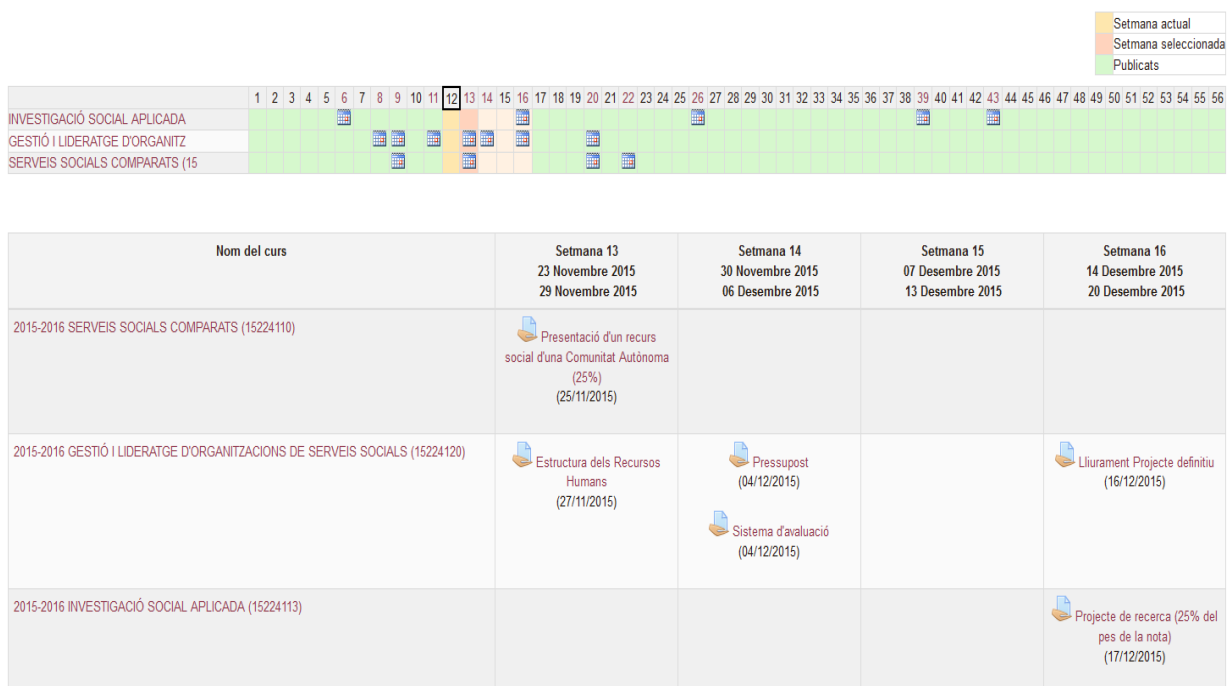 Setmana actual
Setmana seleccionada
Publicats
1 2 3 4 5 6 7 8 9 10 11 12 13 14 15 16 17 18 19 20 21 22 23 24 25 26 27 28 29 30 31 32 33 34 35 36 37 38 39 40 41 42 43 44 45 46 47 48 49 50 51 52 53 54 55 56
INVESTIGACIÓ SOCIAL APLICADA
GESTIÓ I LIDERATGE D'ORGANITZ
SERVEIS SOCIALS COMPARATS (15
Nom del curs
Setmana 13
23 Novembre 2015
29 Novembre 2015
Setmana 14
30 Novembre 2015
06 Desembre 2015
Setmana 15
07 Desembre 2015
13 Desembre 2015
Setmana 16
14 Desembre 2015
20 Desembre 2015
2015-2016 SERVEIS SOCIALS COMPARATS (15224110)
Presentació d'un recurs
social d'una Comunitat Autònoma
(25%)
(25/11/2015)
2015-2016 GESTIÓ I LIDERATGE D'ORGANITZACIONS DE SERVEIS SOCIALS (15224120)
Estructura dels Recursos
Humans
(27/11/2015)
Pressupost
(04/12/2015)
Sistema d'avaluació
(04/12/2015)
Lliurament Projecte definitiu
(16/12/2015)
2015-2016 INVESTIGACIÓ SOCIAL APLICADA (15224113)
Projecte de recerca (25% del
pes de la nota)
(17/12/2015)